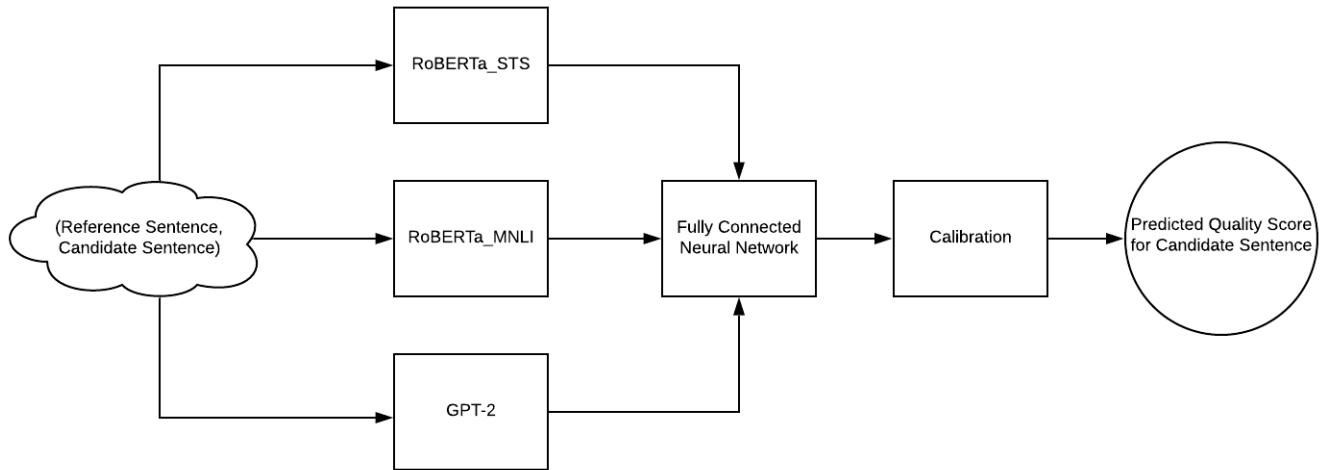 RoBERTa_STS
(Reference Sentence,
Candidate Sentence)
RoBERTa_MNLI
Fully Connected
Neural Network
Calibration
Predicted Quality Score
for Candidate Sentence
GPT-2